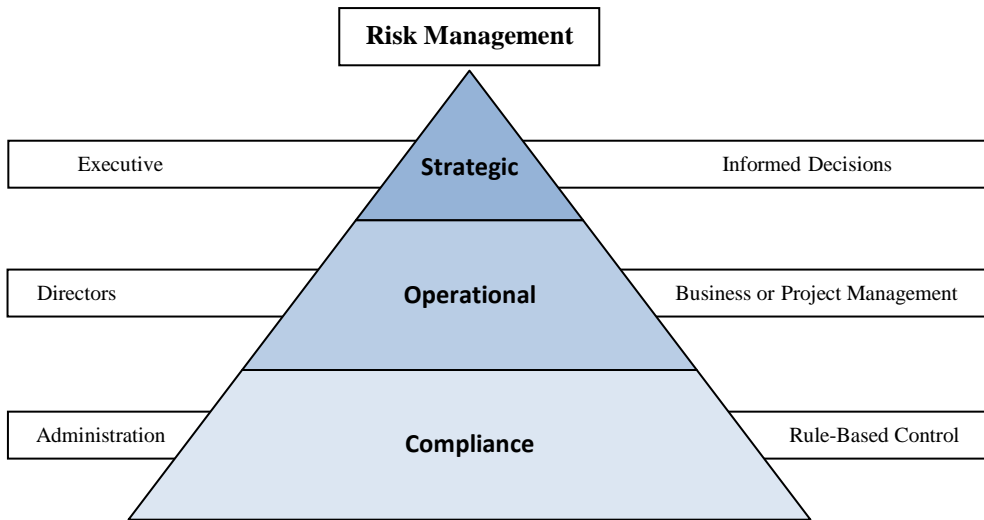 Risk Management
Executive
Strategic
Informed Decisions
Directors
Operational
Business or Project Management
Administration
Compliance
Rule-Based Control